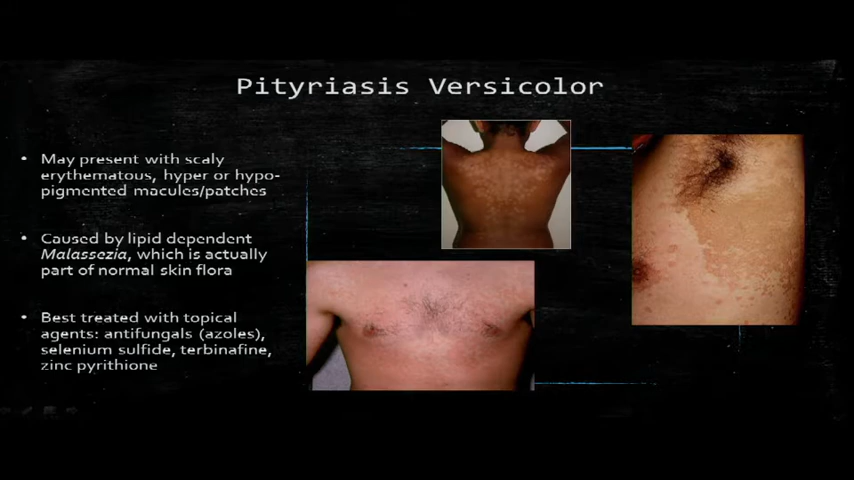 Pityriasis Versicolor
• May present with scaly
erythematous, hyper or hypo-
pigmented macules/patches
• Caused by lipid dependent
Malassezia, which is actually
part of normal skin flora
• Best treated with topical
agents: antifungals (azoles),
selenium sulfide, terbinafine,
zinc pyrithione